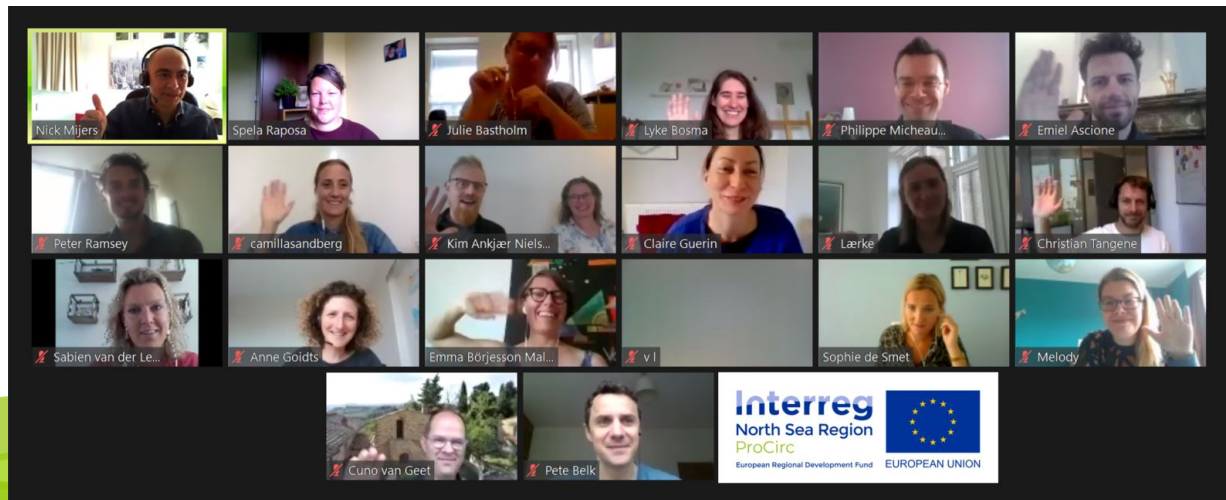 Nick Mijers
Spela Raposa
Julie Bastholm
Lyke Bosma
Philippe Micheau...
Emiel Ascione
Peter Ramsey
camillasandberg
Kim Ankjær Niels...
Claire Guerin
Lærke
Christian Tangene
Sabien van der Le...
Anne Goidts
Emma Börjesson Mal...
v l
Sophie de Smet
Melody
Cuno van Geet
Pete Belk
Interreg
North Sea Region
ProCirc
European Regional Development Fund
EUROPEAN UNION